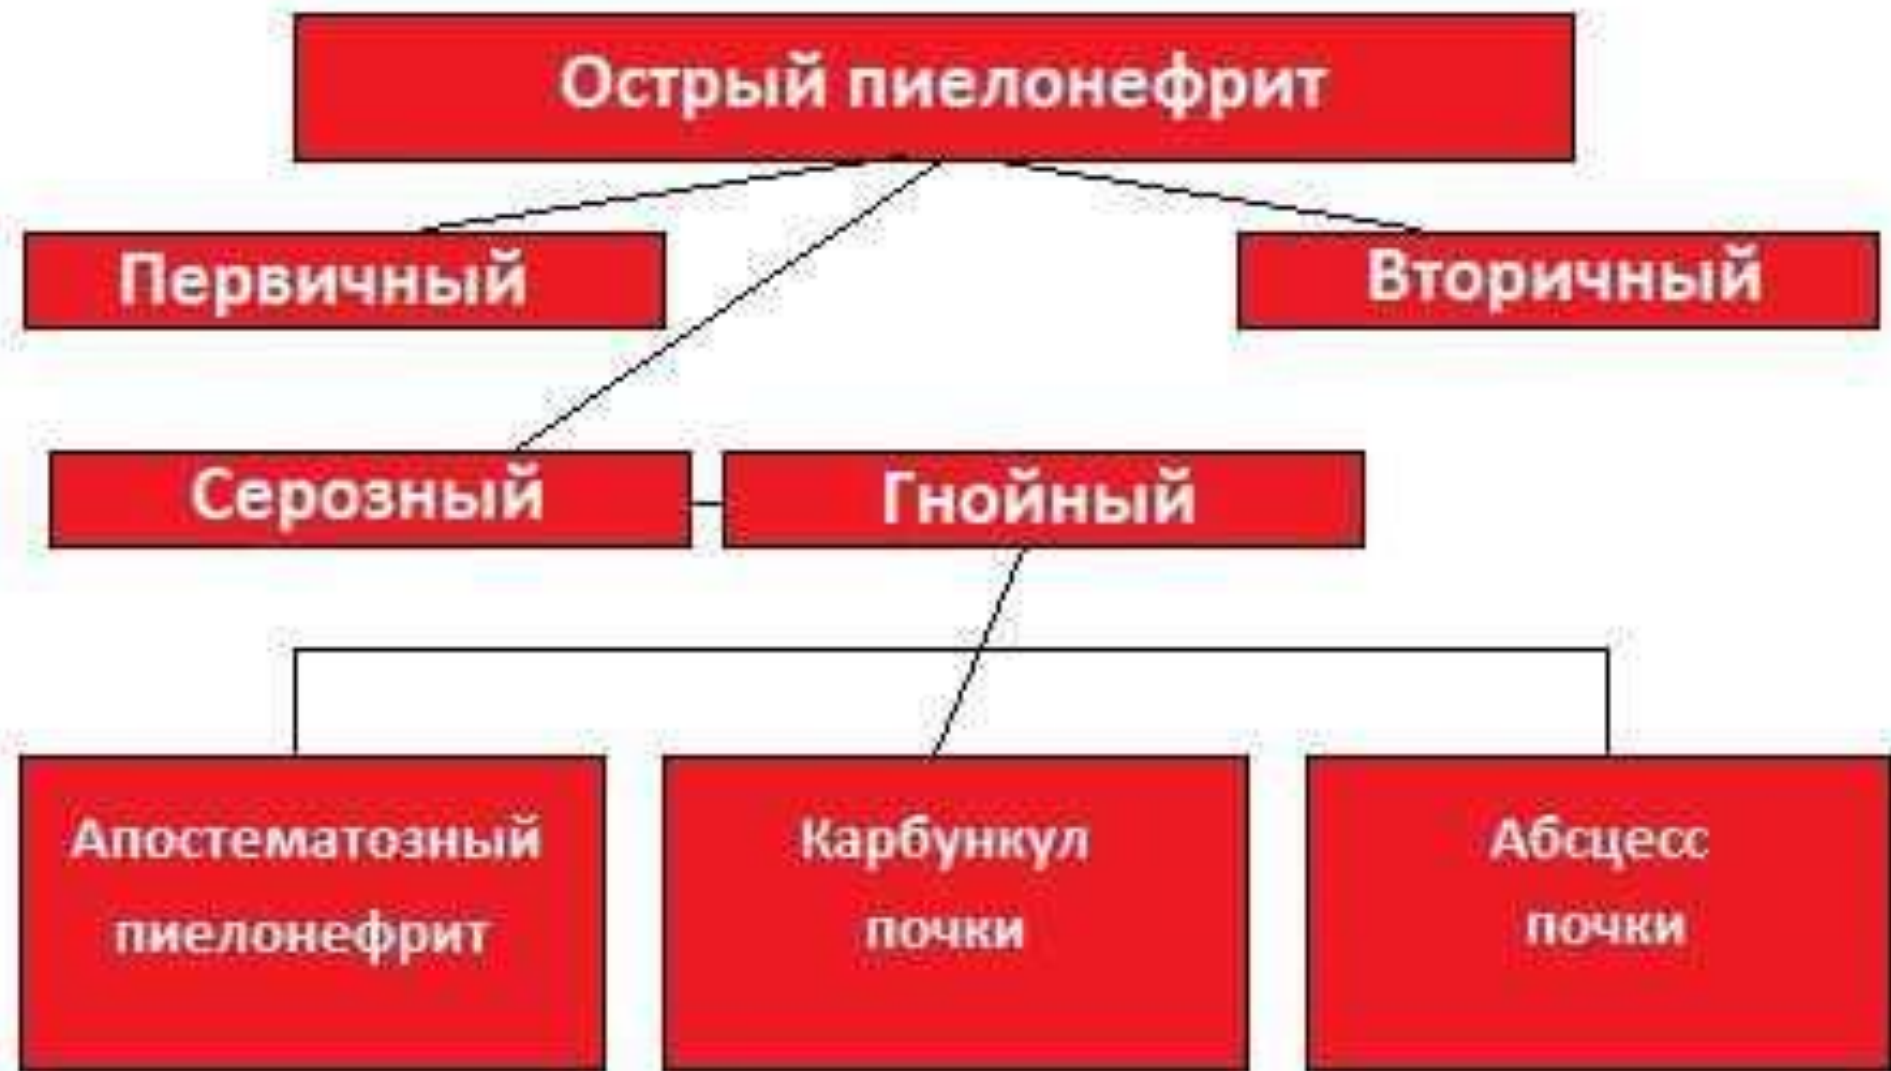 Острый пиелонефрит
Первичный
Вторичный
Серозный
Гнойный
Апостематозный
пиелонефрит
Карбункул
почки
Абсцесс
почки